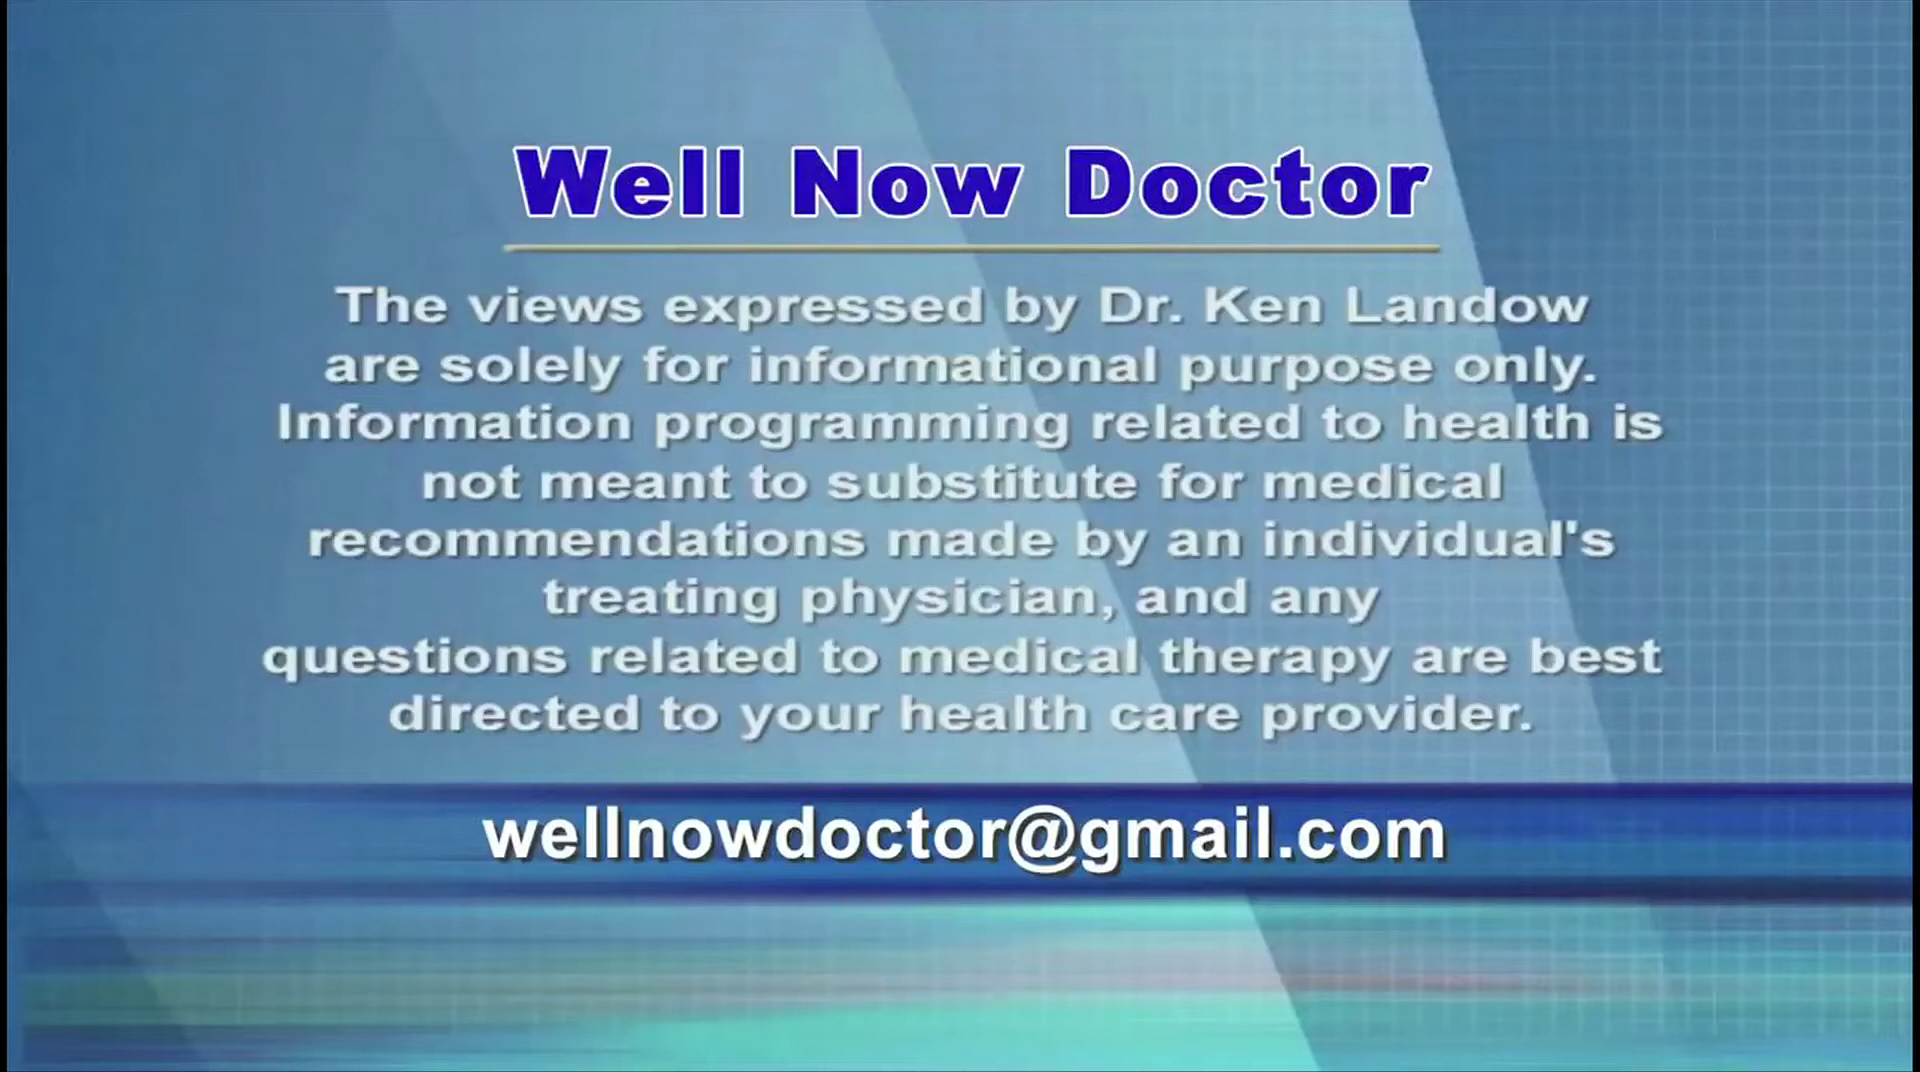 Well Now Doctor
The views expressed by Dr. Ken Landow
are solely for informational purpose only.
Information programming related to health is
not meant to substitute for medical
recommendations made by an individual's
treating physician, and any
questions related to medical therapy are best
directed to your health care provider.
wellnowdoctor@gmail.com